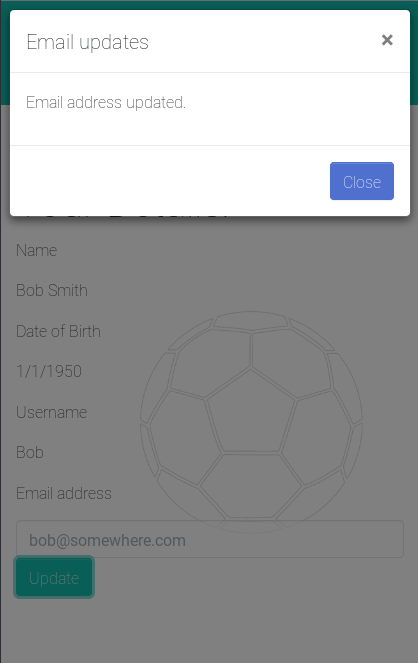 Email updates
×
Email address updated.
Close
Name
Bob Smith
Date of Birth
1/1/1950
Username
Bob
Email address
bob@somewhere.com
Update